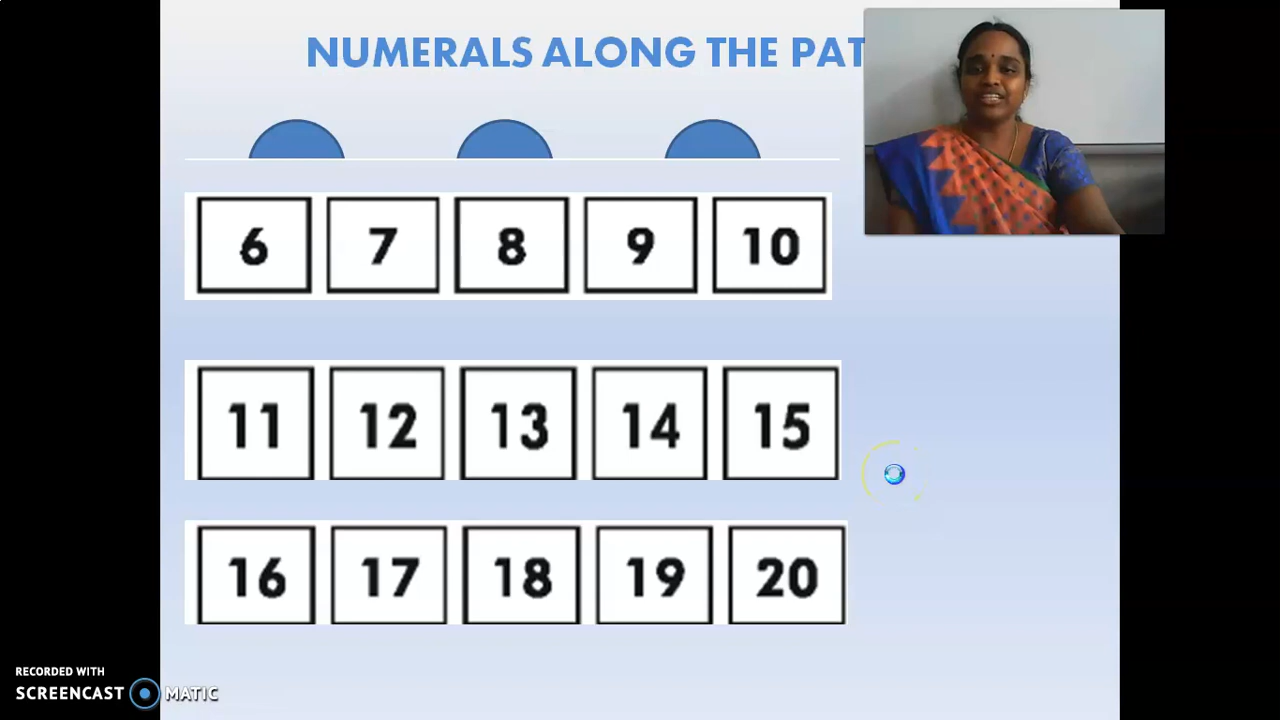 NUMERALS ALONG THE PAT
6 7 8 9 10
11 12 13 14 15
16 17 18 19 20
RECORDED WITH
SCREENCAST MATIC